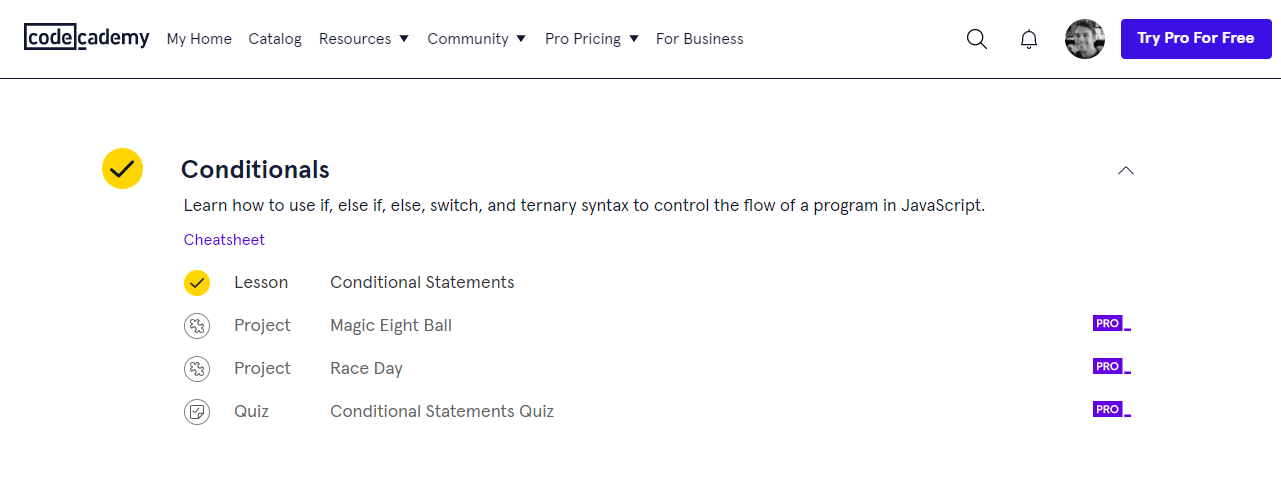 codecademy My Home Catalog Resources Community Pro Pricing For Business Try Pro For Free
Conditionals
Learn how to use if, else if, else, switch, and ternary syntax to control the flow of a program in JavaScript.
Cheatsheet
Lesson Conditional Statements
Project Magic Eight Ball PRO
Project Race Day PRO
Quiz Conditional Statements Quiz PRO